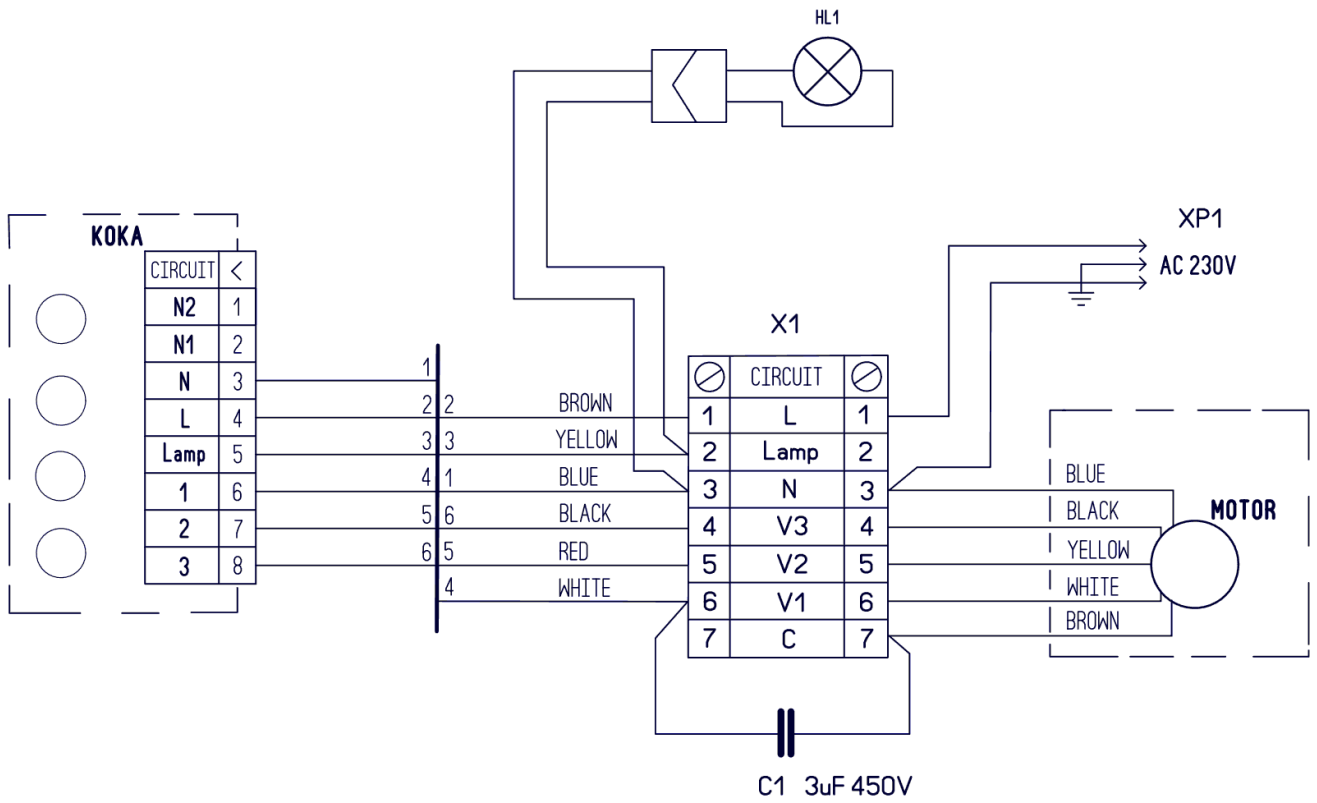 HL1
KOKA
CIRCUIT <
N2 1
N1 2
N 3
L 4
Lamp 5
1 6
2 7
3 8
1
2 2 BROWN
3 3 YELLOW
4 1 BLUE
5 6 BLACK
6 5 RED
4 WHITE
X1
CIRCUIT
1 L 1
2 Lamp 2
3 N 3
4 V3 4
5 V2 5
6 V1 6
7 C 7
XP1
AC 230V
BLUE
BLACK
YELLOW
WHITE
BROWN
MOTOR
C1 3uF 450V